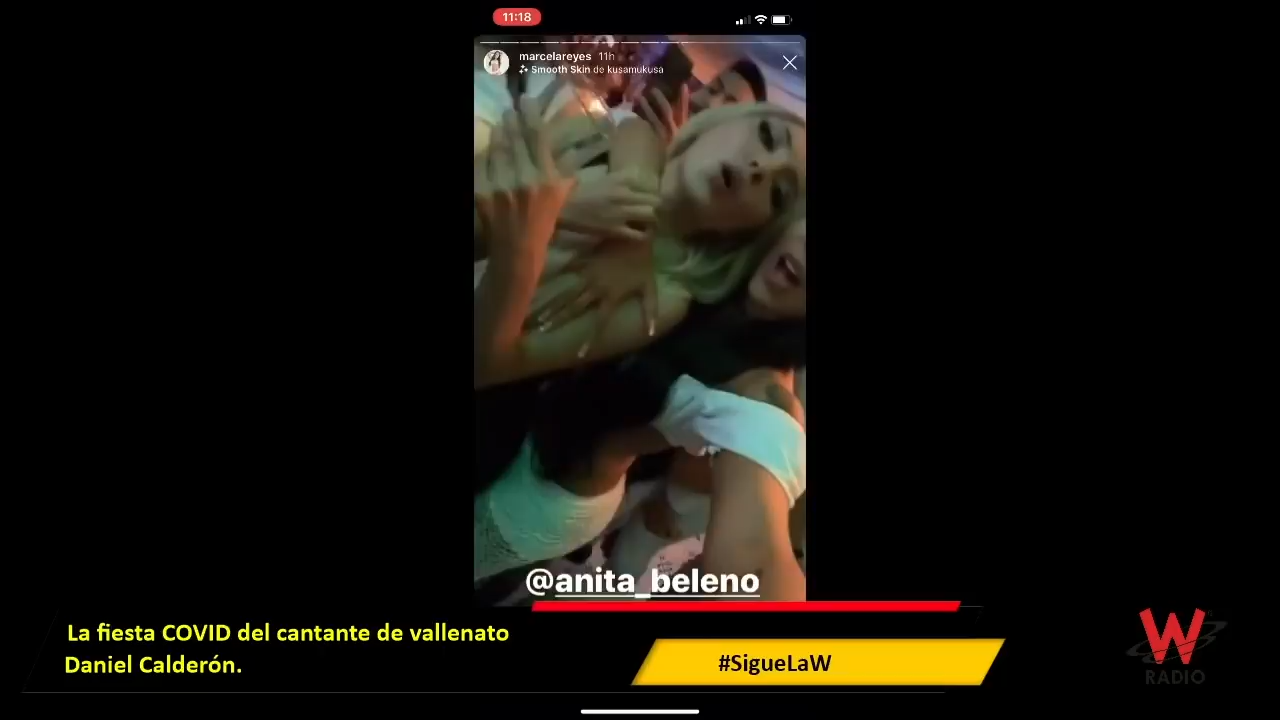 11:18
marcelareyes 11h
Smooth Skin de kusamukusa
@anita_beleno
La fiesta COVID del cantante de vallenato
Daniel Calderón.
#SigueLaW
W
RADIO